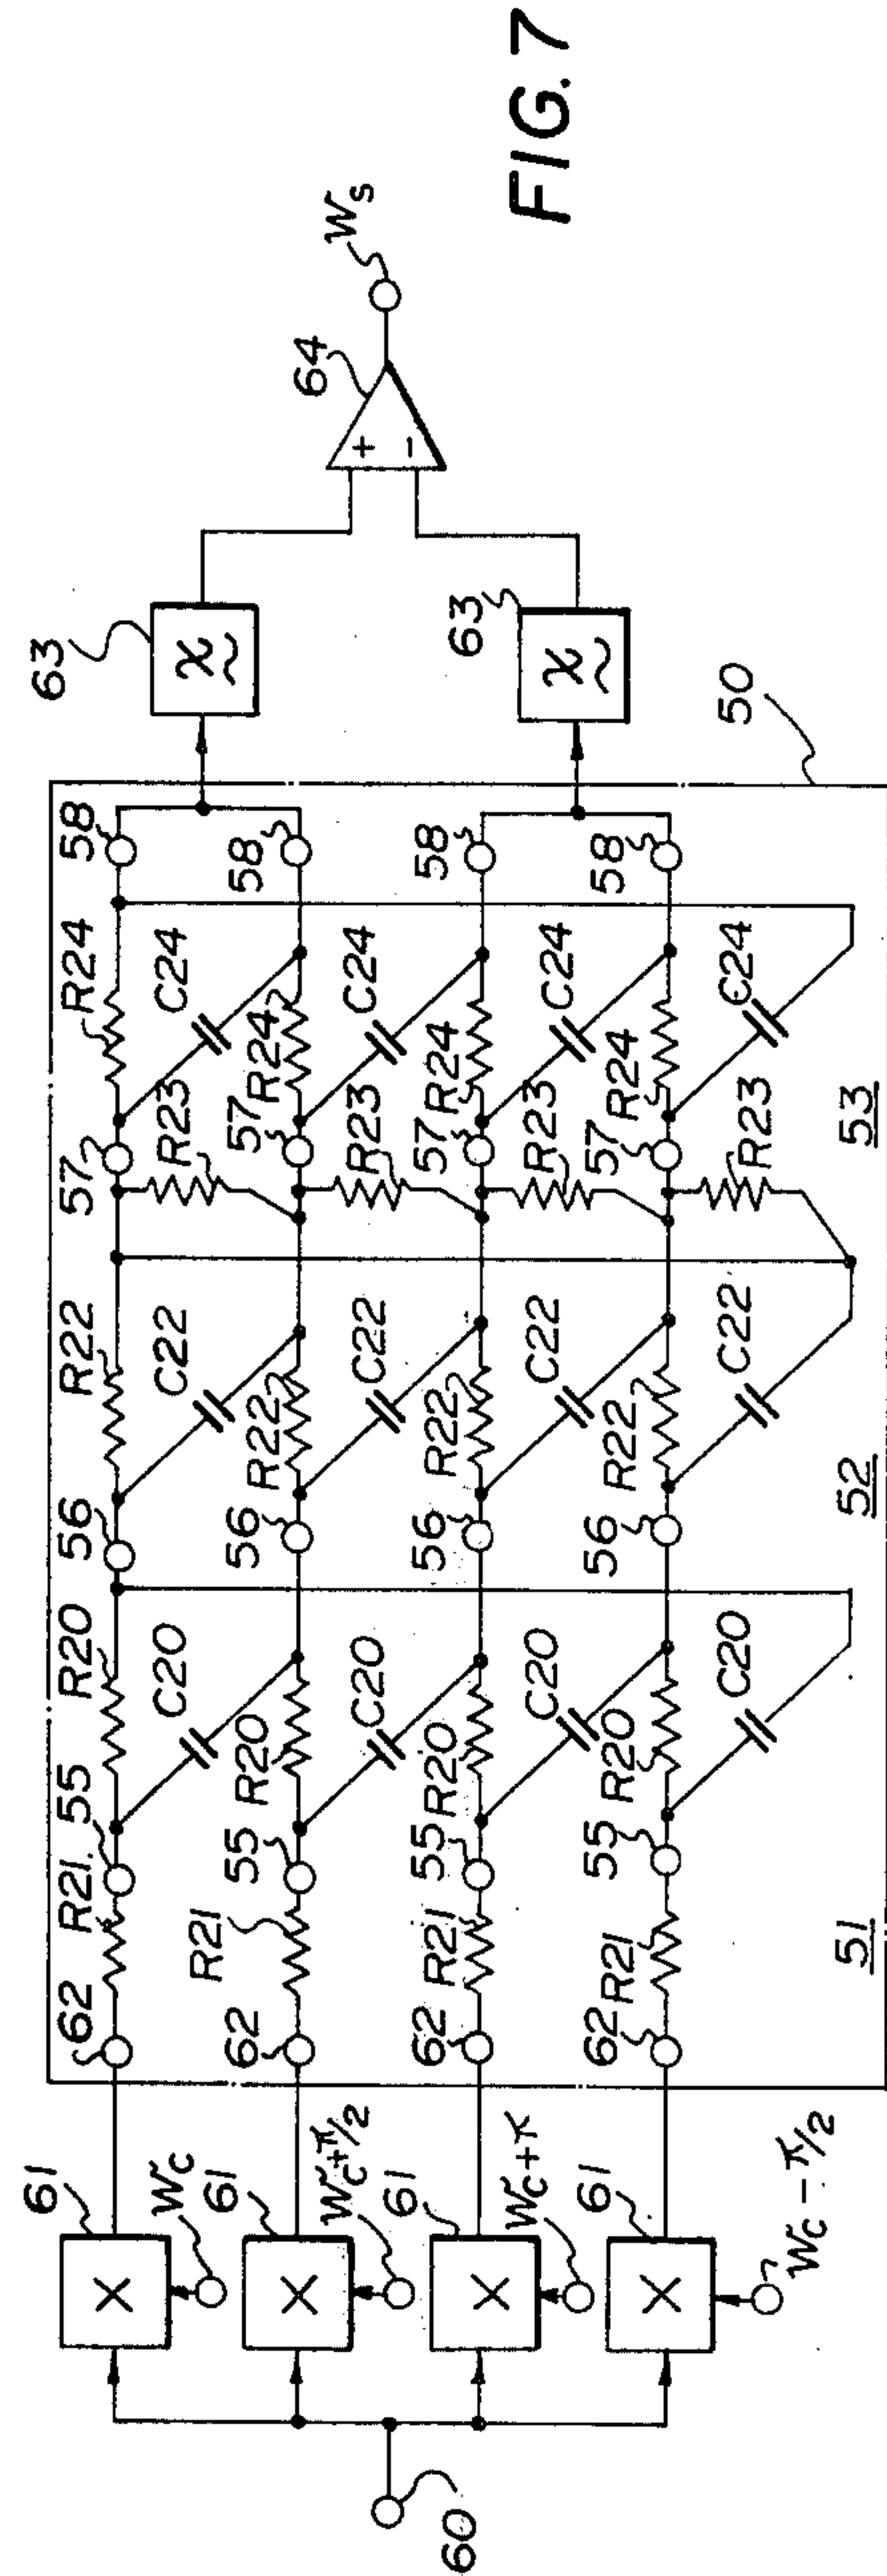 61 62 R21 55 R20 56 R22 57 R24 58 63
×
Wc C20 C22 R23 C24
61 62 R21 55 R20 56 R22 57 R24 58
×
Wc+π/2 C20 C22 R23 C24
64 Ws
+
−
61 62 R21 55 R20 56 R22 57 R24 58 63
×
Wc+π C20 C22 R23 C24
60
61 62 R21 55 R20 56 R22 57 R24 58
×
Wc−π/2 C20 C22 R23 C24 50
51 52 53
FIG.7